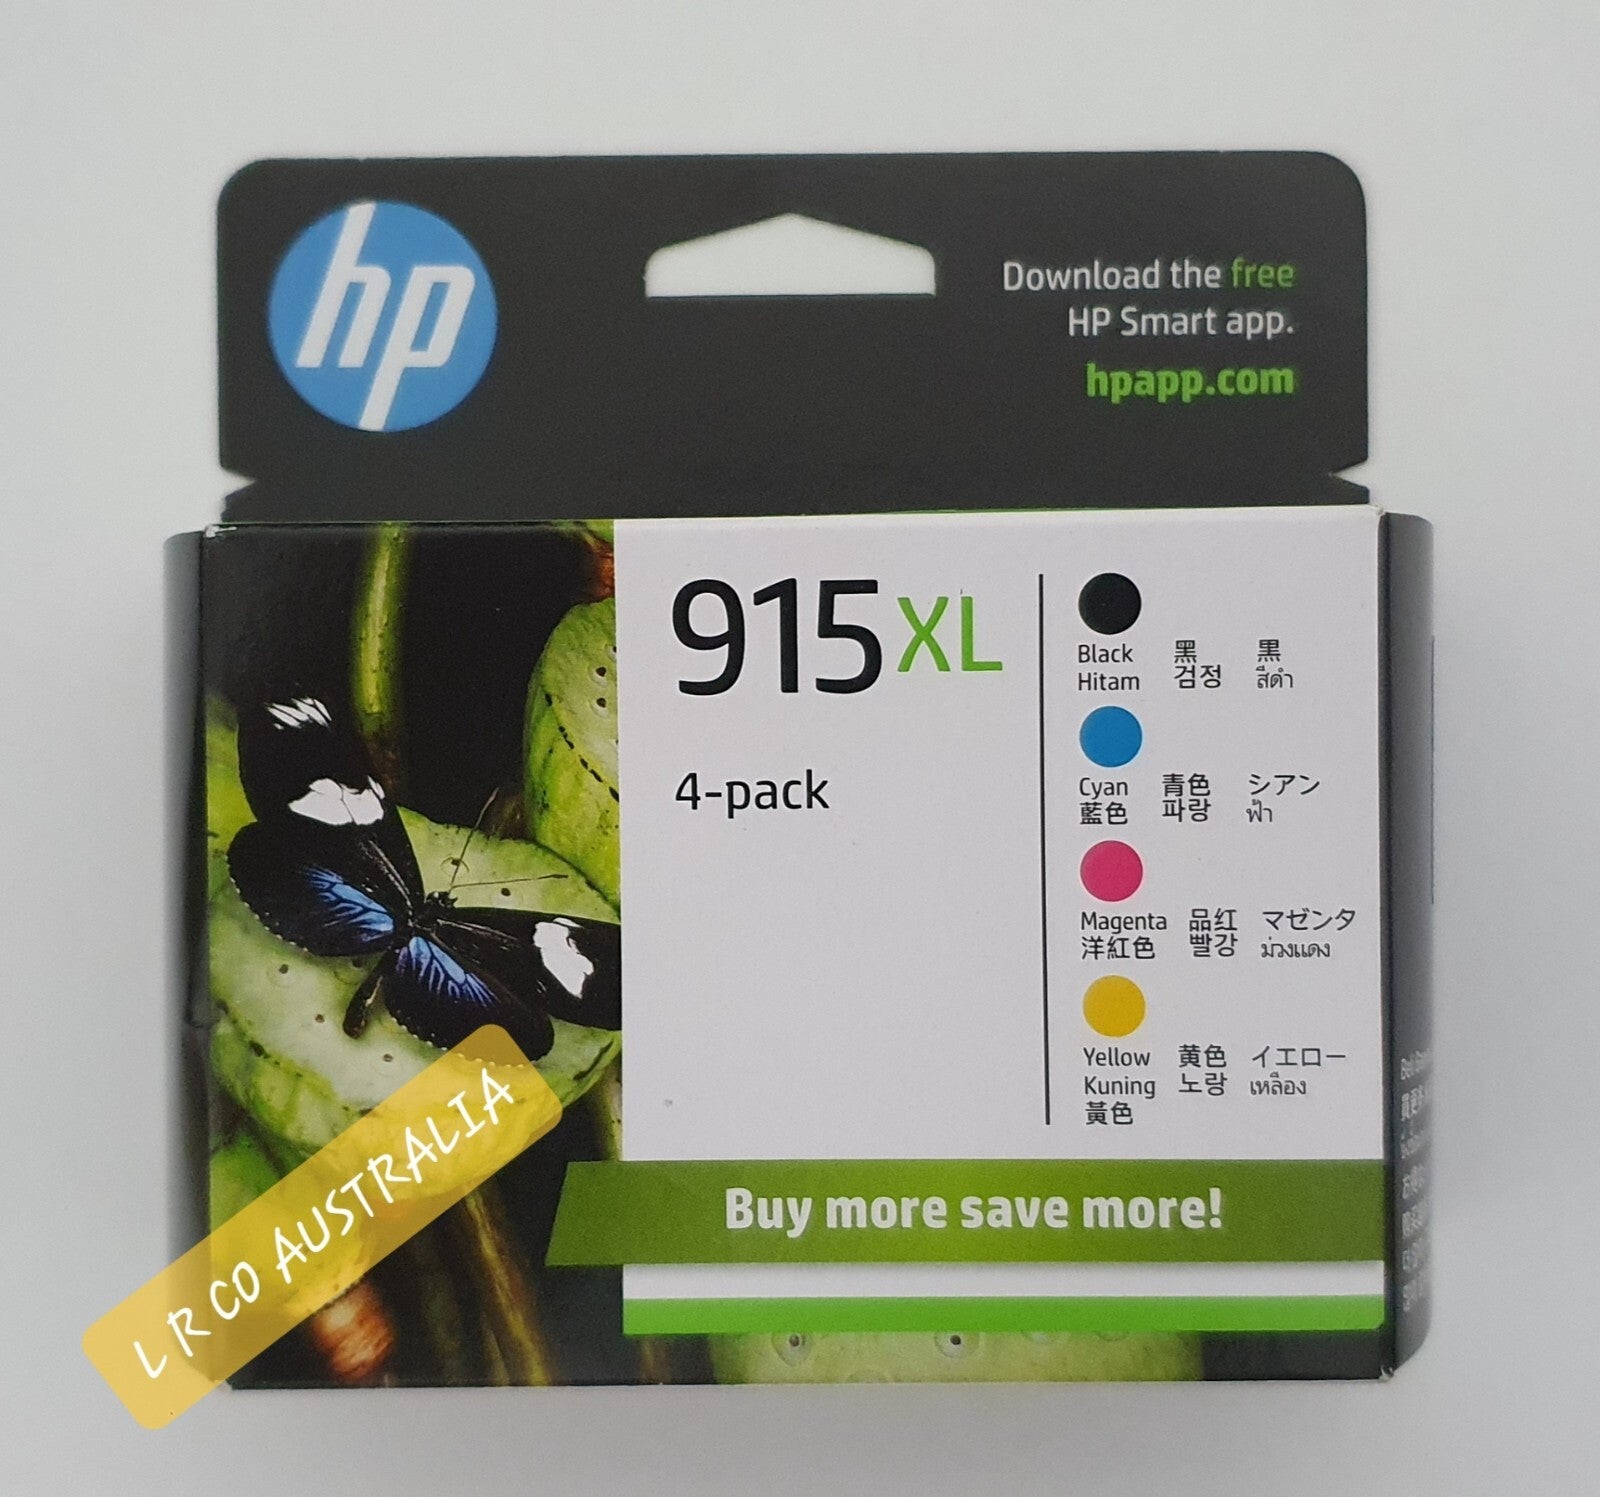 hp
Download the free
HP Smart app.
hpapp.com
915XL
4-pack
Black 黑 黒
Hitam 검정 สีดำ
Cyan 青色 シアン
藍色 파랑 ฟ้า
Magenta 品红 マゼンタ
洋紅色 빨강 ม่วงแดง
Yellow 黄色 イエロー
Kuning 노랑 เหลือง
黃色
Buy more save more!
L R CO AUSTRALIA